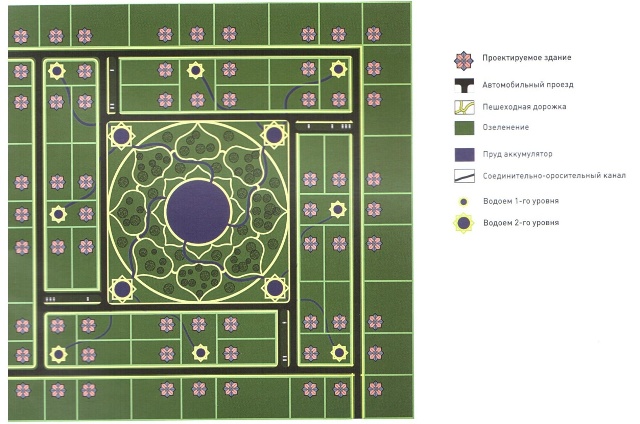 Проектируемое здание
Автомобильный проезд
Пешеходная дорожка
Озеленение
Пруд аккумулятор
Соединительно-оросительный канал
Водоем 1-го уровня
Водоем 2-го уровня